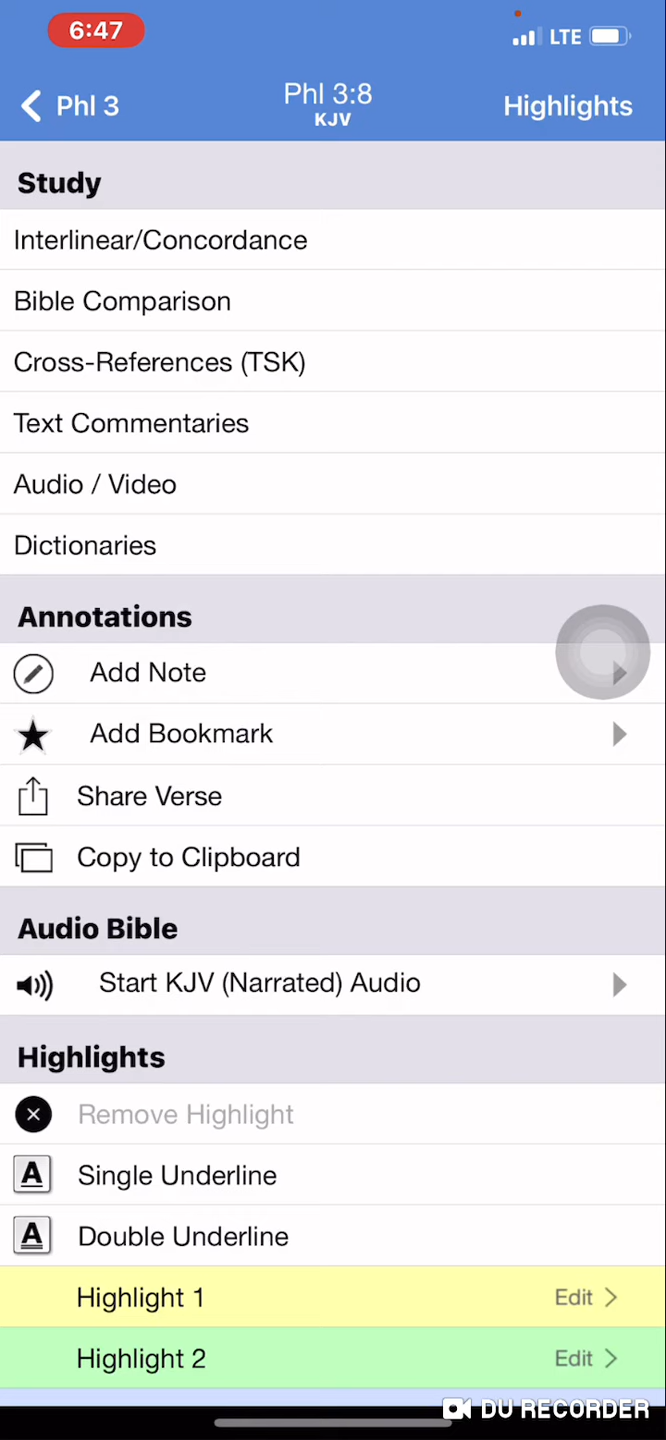 6:47
LTE
Phl 3
Phl 3:8
KJV
Highlights
Study
Interlinear/Concordance
Bible Comparison
Cross-References (TSK)
Text Commentaries
Audio / Video
Dictionaries
Annotations
Add Note
Add Bookmark
Share Verse
Copy to Clipboard
Audio Bible
Start KJV (Narrated) Audio
Highlights
Remove Highlight
A Single Underline
A Double Underline
Highlight 1 Edit
Highlight 2 Edit
DU RECORDER